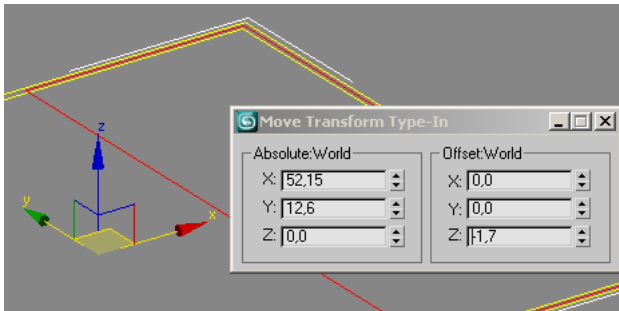 Move Transform Type-In
Absolute:World
X: 52,15
Y: 12,6
Z: 0,0
Offset:World
X: 0,0
Y: 0,0
Z: -1,7
z
y
x